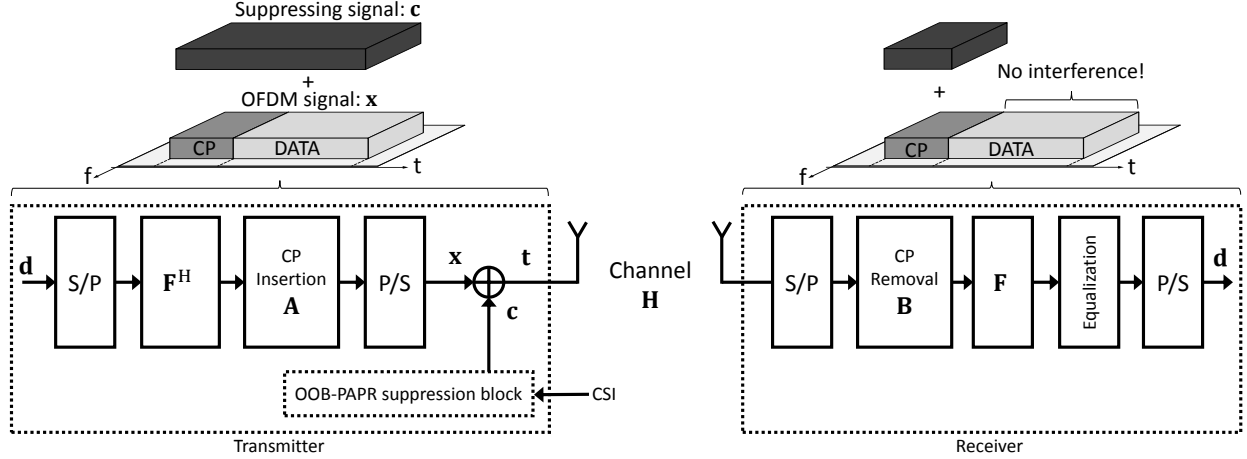 Suppressing signal: c
+
OFDM signal: x
CP
DATA
f
t
No interference!
+
CP
DATA
f
t
d
S/P
F^H
CP
Insertion
A
P/S
x
t
c
OOB-PAPR suppression block
CSI
Transmitter
Channel
H
S/P
CP
Removal
B
F
Equalization
P/S
d
Receiver